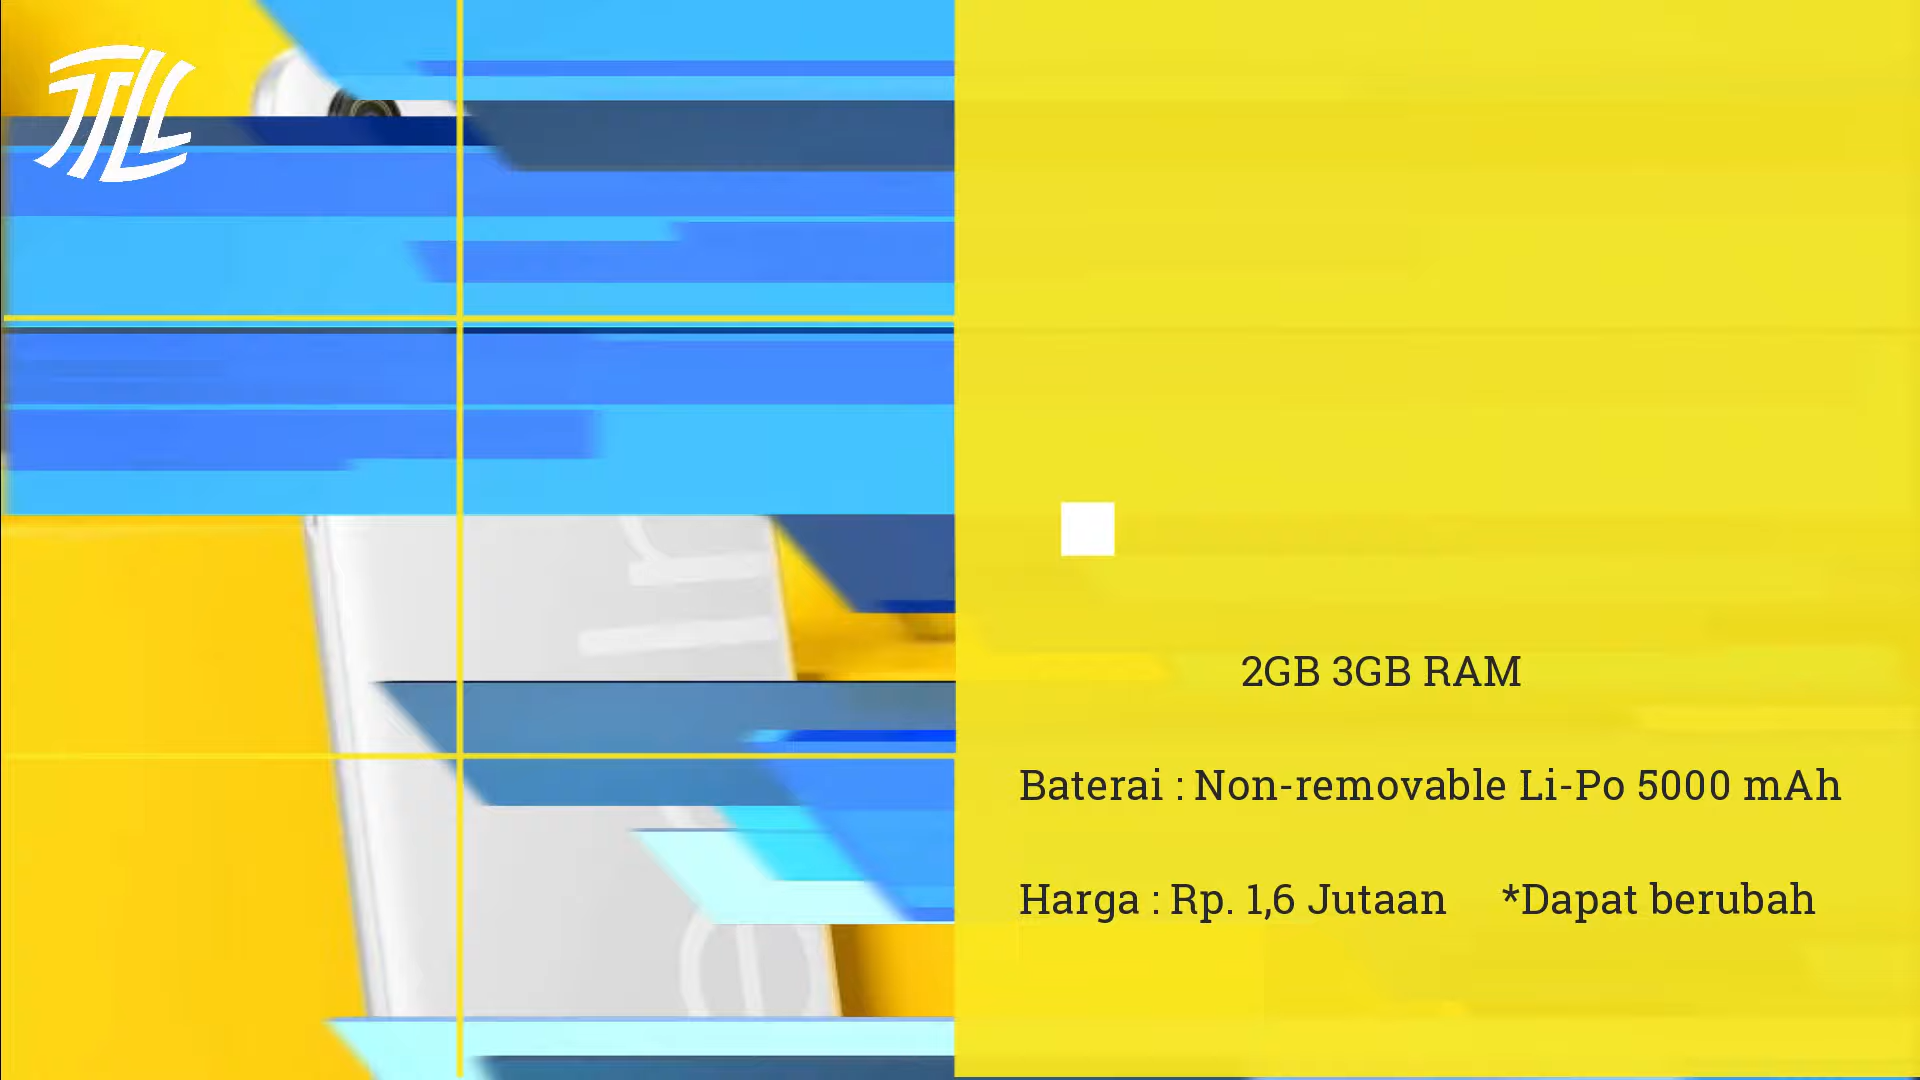 2GB 3GB RAM
Baterai : Non-removable Li-Po 5000 mAh
Harga : Rp. 1,6 Jutaan *Dapat berubah